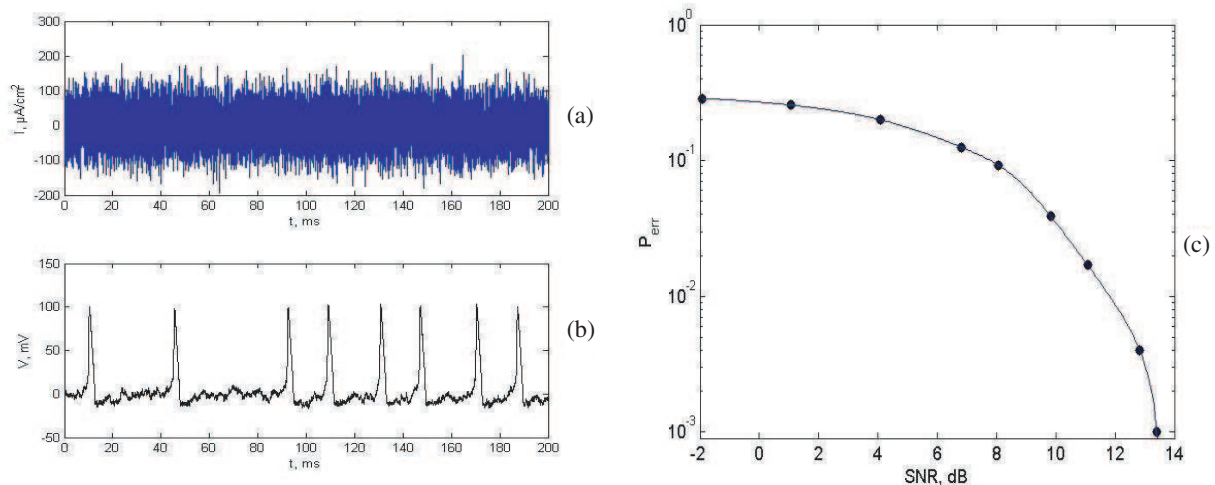 300
200
100
0
-100
-200
I, µA/cm²
0 20 40 60 80 100 120 140 160 180 200
t, ms
(a)
150
100
50
0
-50
V, mV
0 20 40 60 80 100 120 140 160 180 200
t, ms
(b)
10⁰
10⁻¹
10⁻²
10⁻³
P_err
-2 0 2 4 6 8 10 12 14
SNR, dB
(c)